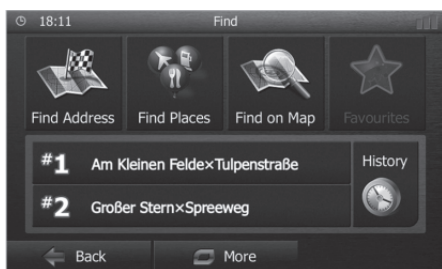 18:11 Find
Find Address Find Places Find on Map Favourites
#1 Am Kleinen Felde×Tulpenstraße History
#2 Großer Stern×Spreeweg
Back More